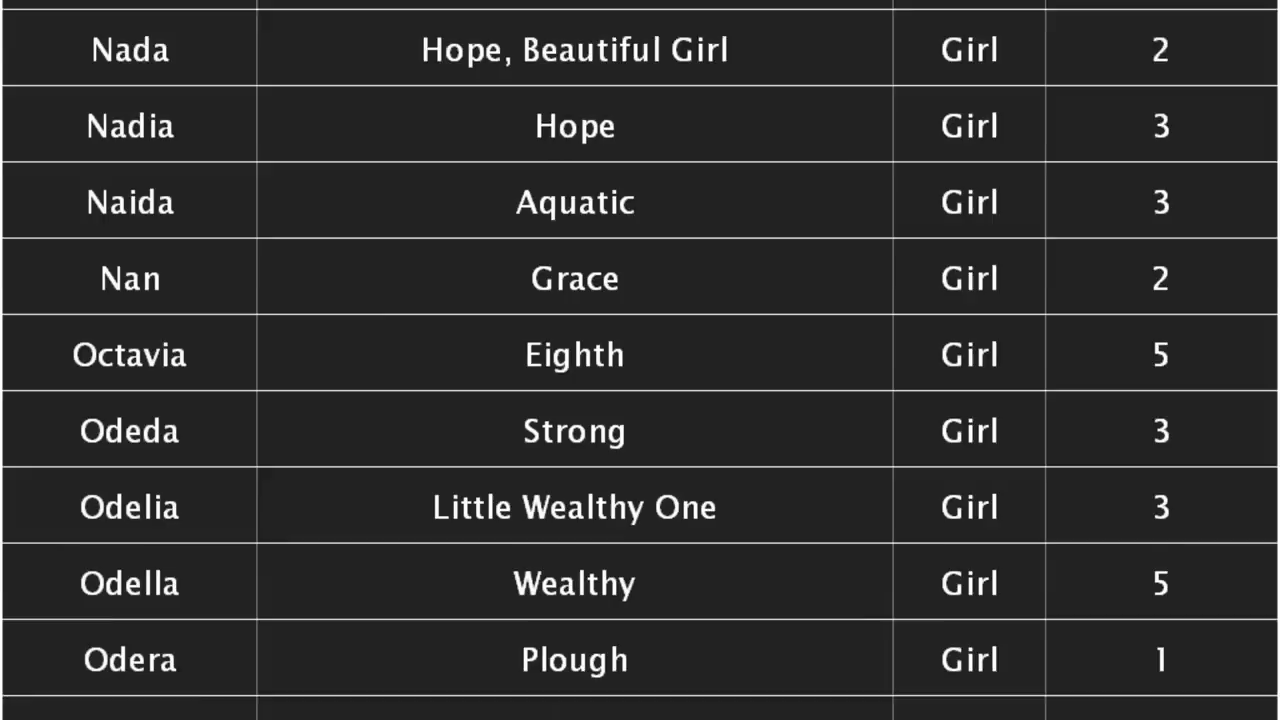 Nada Hope, Beautiful Girl Girl 2
Nadia Hope Girl 3
Naida Aquatic Girl 3
Nan Grace Girl 2
Octavia Eighth Girl 5
Odeda Strong Girl 3
Odelia Little Wealthy One Girl 3
Odella Wealthy Girl 5
Odera Plough Girl 1